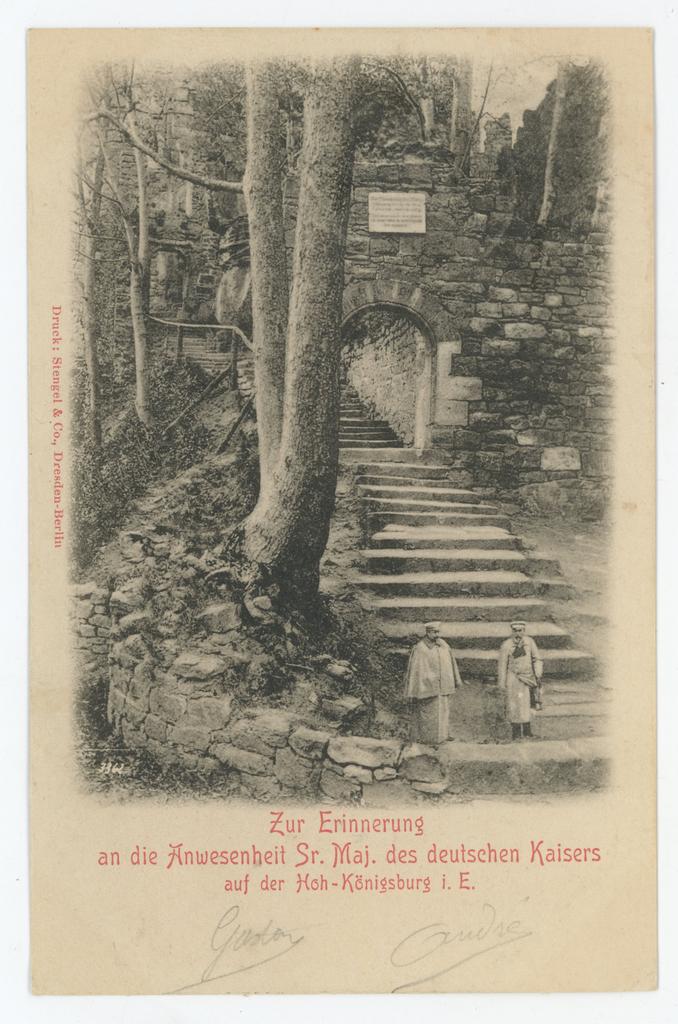 Druck: Stengel & Co., Dresden-Berlin
Zur Erinnerung
an die Anwesenheit Sr. Maj. des deutschen Kaisers
auf der Hoh-Königsburg i. E.
Gaston André